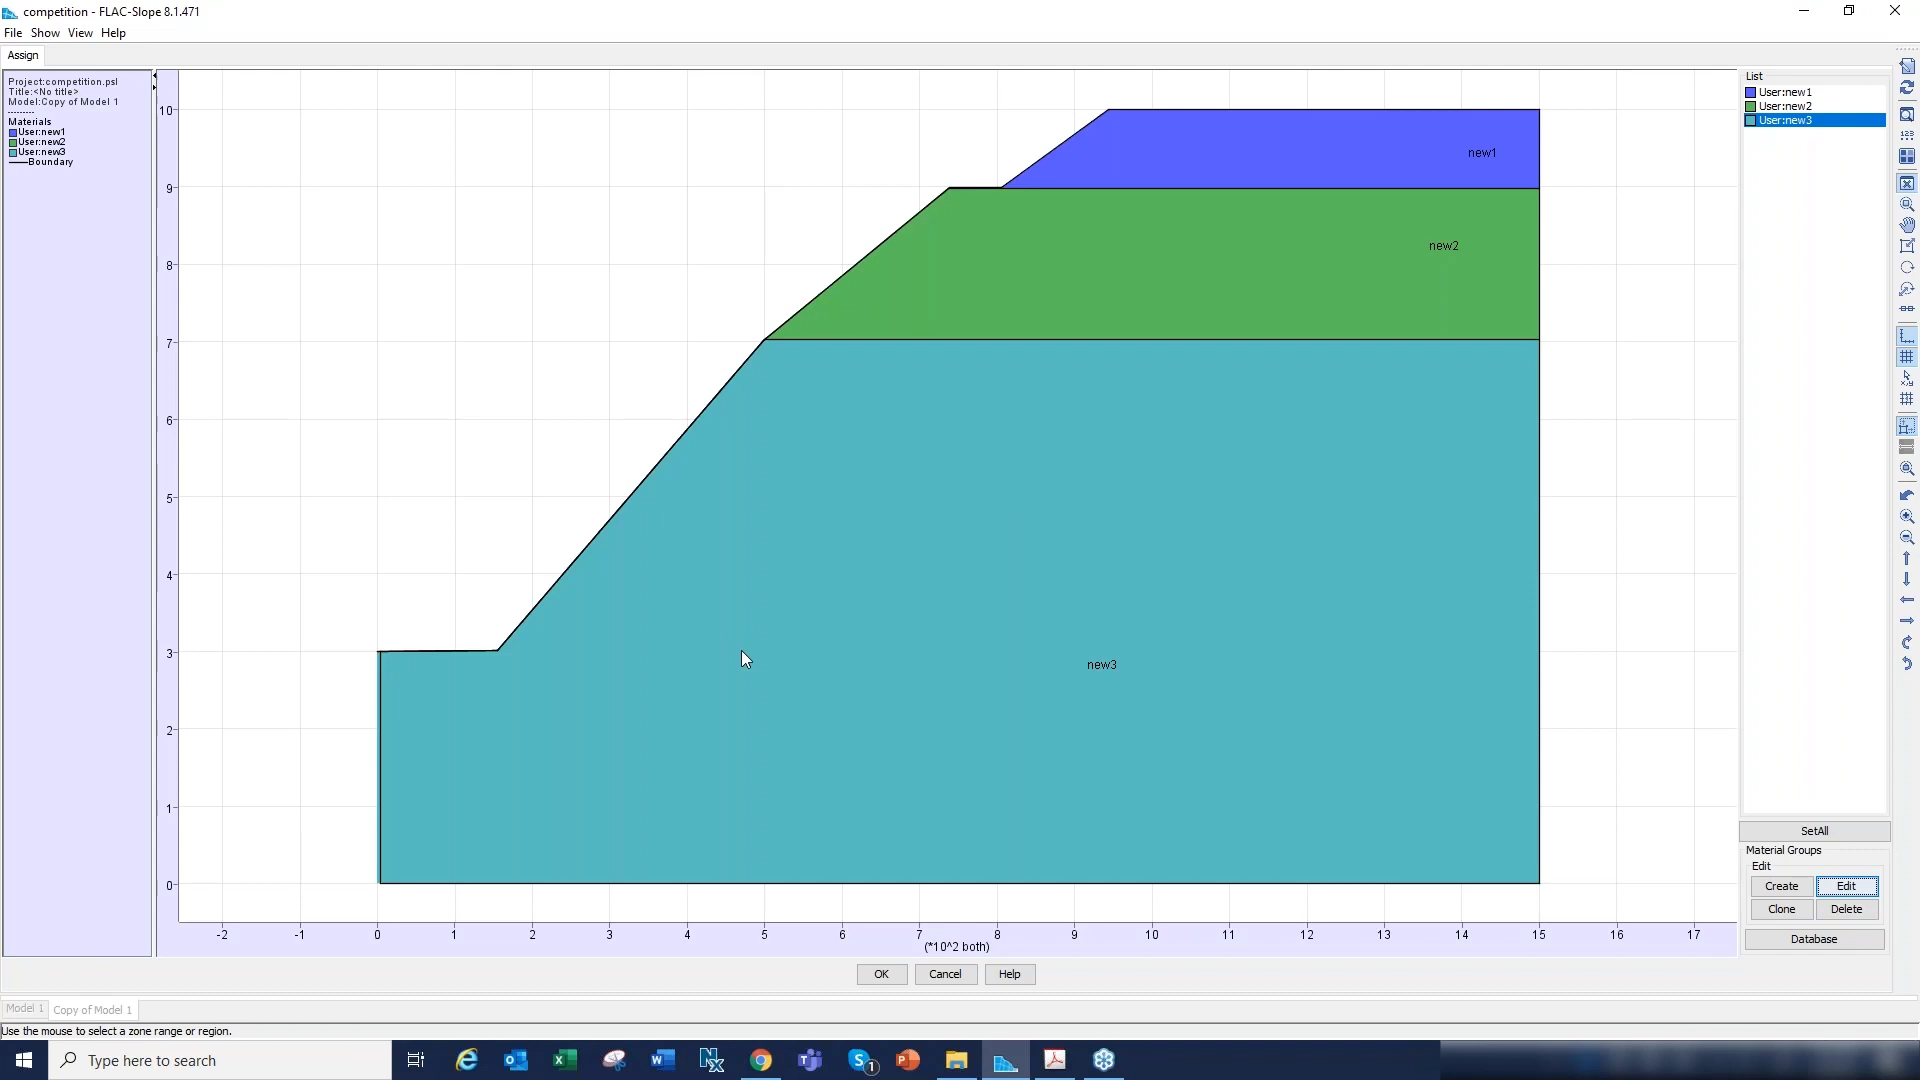 competition - FLAC-Slope 8.1.471
File Show View Help
Assign
Project:competition.psl
Title:<No title>
Model:Copy of Model 1
Materials
User:new1
User:new2
User:new3
Boundary
10
9
8
7
6
5
4
3
2
1
0
new1
new2
new3
-2 -1 0 1 2 3 4 5 6 7 8 9 10 11 12 13 14 15 16 17
(*10^2 both)
List
User:new1
User:new2
User:new3
SetAll
Material Groups
Edit
Create Edit
Clone Delete
Database
123
x,y
OK Cancel Help
Model 1 Copy of Model 1
Use the mouse to select a zone range or region.
Type here to search
1